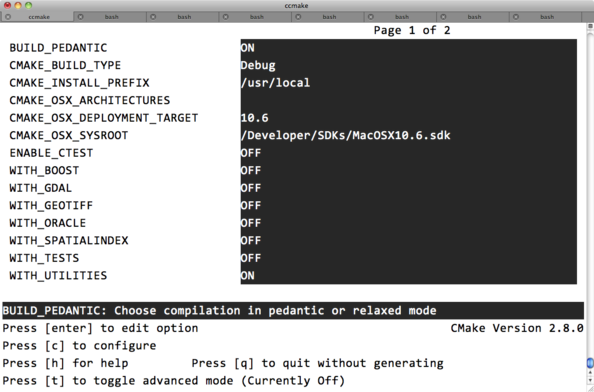 ccmake
ccmake bash bash bash bash bash bash bash
Page 1 of 2
BUILD_PEDANTIC ON
CMAKE_BUILD_TYPE Debug
CMAKE_INSTALL_PREFIX /usr/local
CMAKE_OSX_ARCHITECTURES
CMAKE_OSX_DEPLOYMENT_TARGET 10.6
CMAKE_OSX_SYSROOT /Developer/SDKs/MacOSX10.6.sdk
ENABLE_CTEST OFF
WITH_BOOST OFF
WITH_GDAL OFF
WITH_GEOTIFF OFF
WITH_ORACLE OFF
WITH_SPATIALINDEX OFF
WITH_TESTS OFF
WITH_UTILITIES ON
BUILD_PEDANTIC: Choose compilation in pedantic or relaxed mode
Press [enter] to edit option CMake Version 2.8.0
Press [c] to configure
Press [h] for help Press [q] to quit without generating
Press [t] to toggle advanced mode (Currently Off)